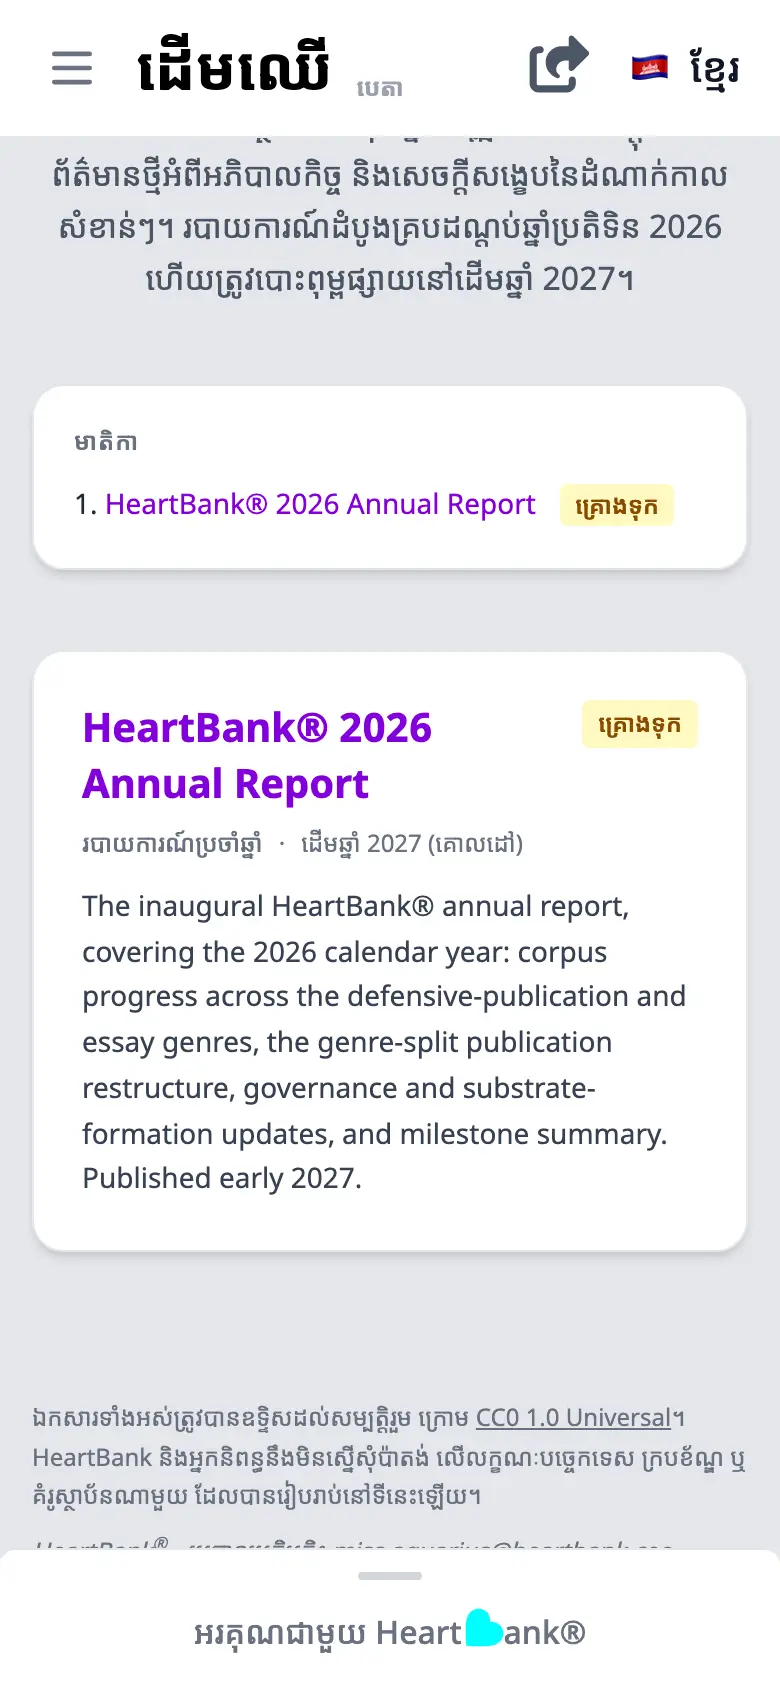 ដើមឈើ បេតា ខ្មែរ
ព័ត៌មានថ្មីអំពីអភិបាលកិច្ច និងសេចក្តីសង្ខេបនៃដំណាក់កាល
សំខាន់ៗ។ របាយការណ៍ដំបូងគ្របដណ្តប់ឆ្នាំប្រតិទិន 2026
ហើយត្រូវបោះពុម្ពផ្សាយនៅដើមឆ្នាំ 2027។
មាតិកា
1. HeartBank® 2026 Annual Report គ្រោងទុក
HeartBank® 2026
Annual Report
គ្រោងទុក
របាយការណ៍ប្រចាំឆ្នាំ · ដើមឆ្នាំ 2027 (គោលដៅ)
The inaugural HeartBank® annual report,
covering the 2026 calendar year: corpus
progress across the defensive-publication and
essay genres, the genre-split publication
restructure, governance and substrate-
formation updates, and milestone summary.
Published early 2027.
ឯកសារទាំងអស់ត្រូវបានឧទ្ទិសដល់សម្បត្តិរួម ក្រោម CC0 1.0 Universal។
HeartBank និងអ្នកនិពន្ធនឹងមិនស្នើសុំប៉ាតង់ លើលក្ខណៈបច្ចេកទេស ក្របខ័ណ្ឌ ឬ
គំរូស្ថាប័នណាមួយ ដែលបានរៀបរាប់នៅទីនេះឡើយ។
អរគុណជាមួយ HeartBank®